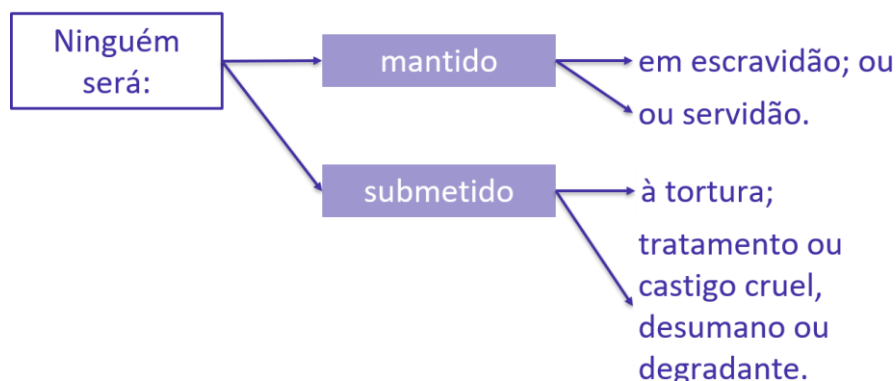 Ninguém
será:
mantido
em escravidão; ou
ou servidão.
submetido
à tortura;
tratamento ou
castigo cruel,
desumano ou
degradante.